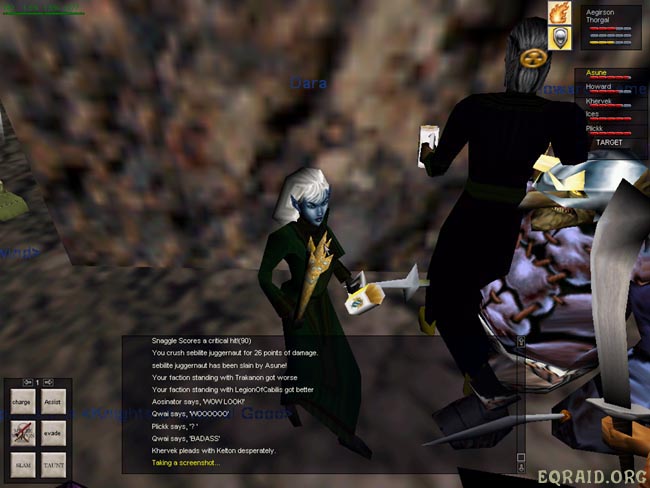 Aegirson
Thorgal
Dara
Asune
Howard
Khervek
Ices
Plickk
TARGET
Snaggle Scores a critical hit!(90)
You crush sebilite juggernaut for 26 points of damage.
sebilite juggernaut has been slain by Asune!
Your faction standing with Trakanon got worse
Your faction standing with LegionOfCabilis got better
Aosinator says, 'WOW LOOK!'
Qwai says, 'WOOOOOO!'
Plickk says, '? '
Qwai says, 'BADASS'
Khervek pleads with Kelton desperately.
Taking a screenshot...
1
charge
Assist
evade
SLAM
TAUNT
EQRAID.ORG